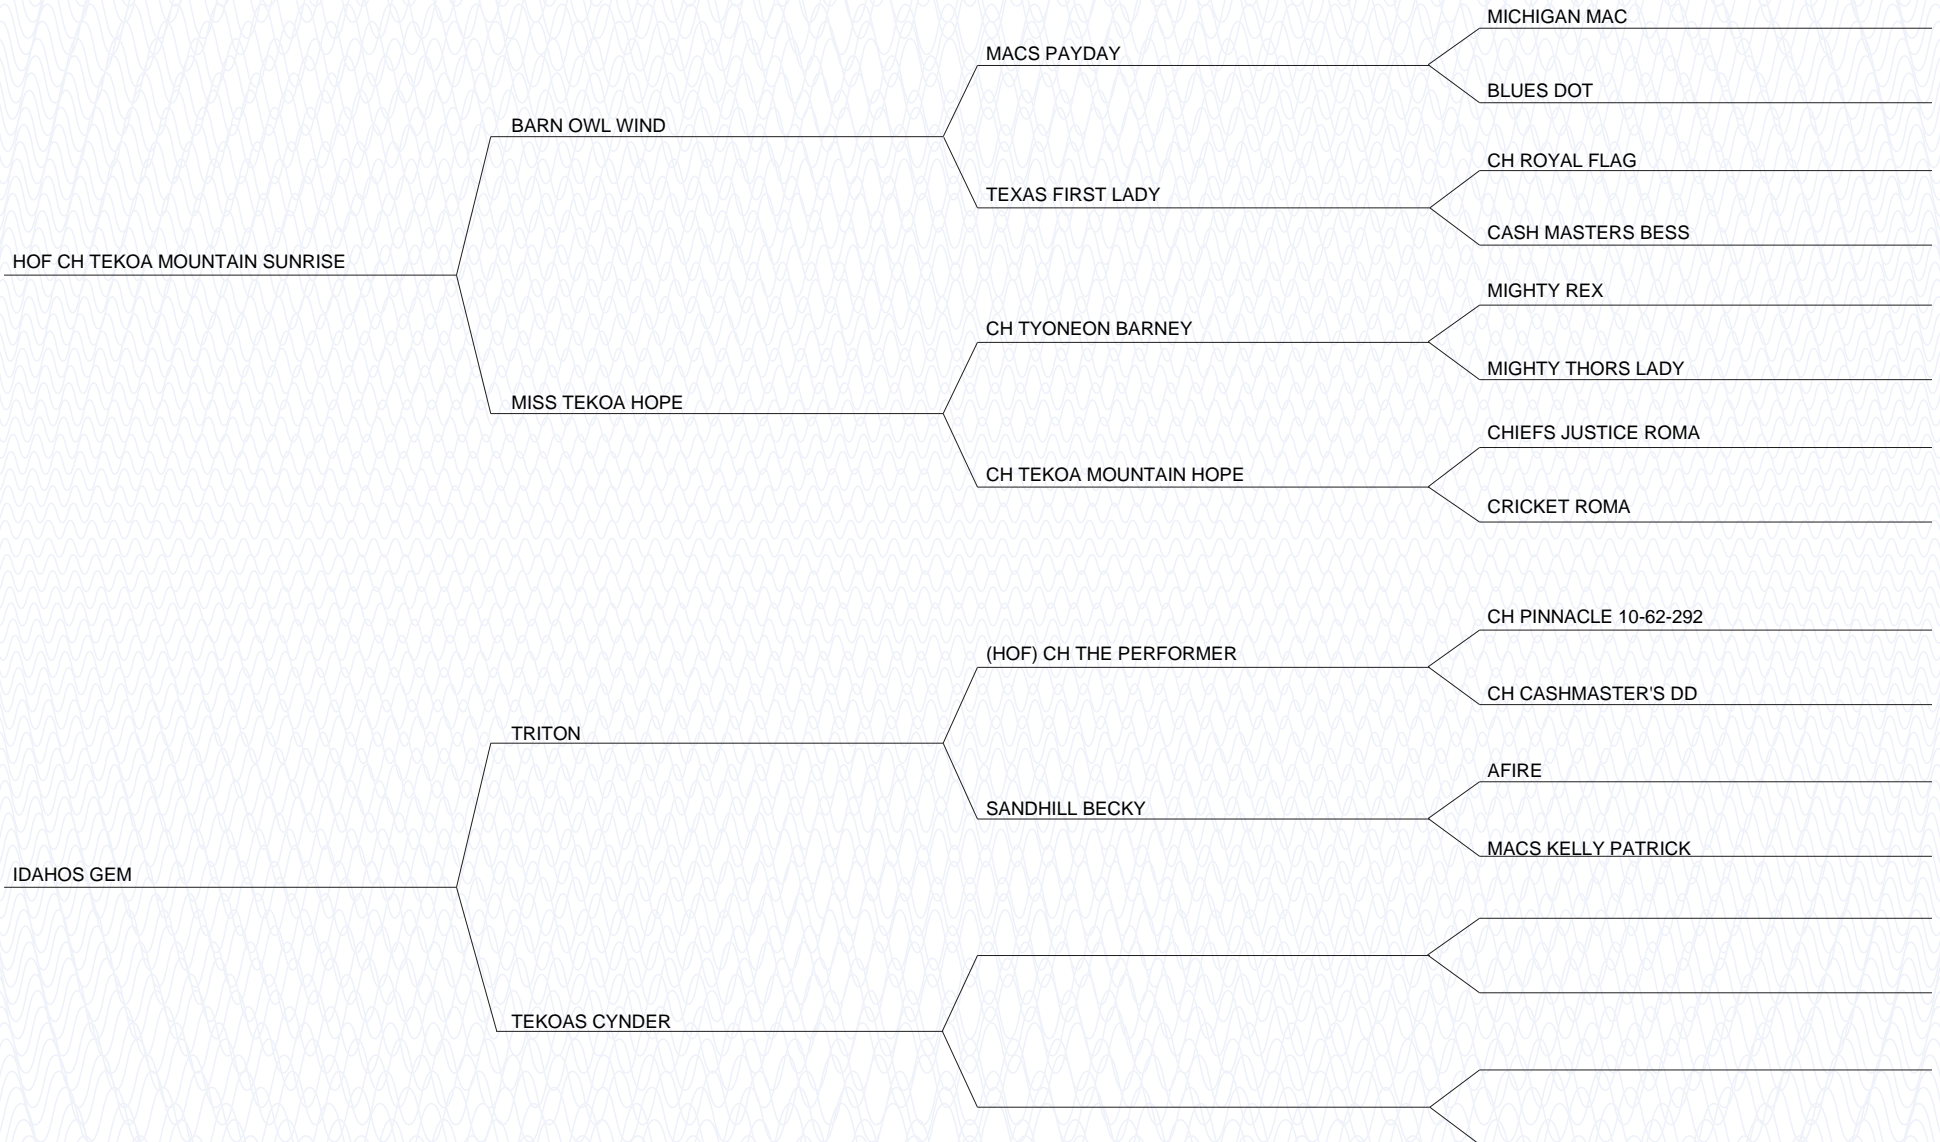 MICHIGAN MAC
MACS PAYDAY
BLUES DOT
BARN OWL WIND
CH ROYAL FLAG
TEXAS FIRST LADY
CASH MASTERS BESS
HOF CH TEKOA MOUNTAIN SUNRISE
MIGHTY REX
CH TYONEON BARNEY
MIGHTY THORS LADY
MISS TEKOA HOPE
CHIEFS JUSTICE ROMA
CH TEKOA MOUNTAIN HOPE
CRICKET ROMA
CH PINNACLE 10-62-292
(HOF) CH THE PERFORMER
CH CASHMASTER'S DD
TRITON
AFIRE
SANDHILL BECKY
MACS KELLY PATRICK
IDAHOS GEM
TEKOAS CYNDER